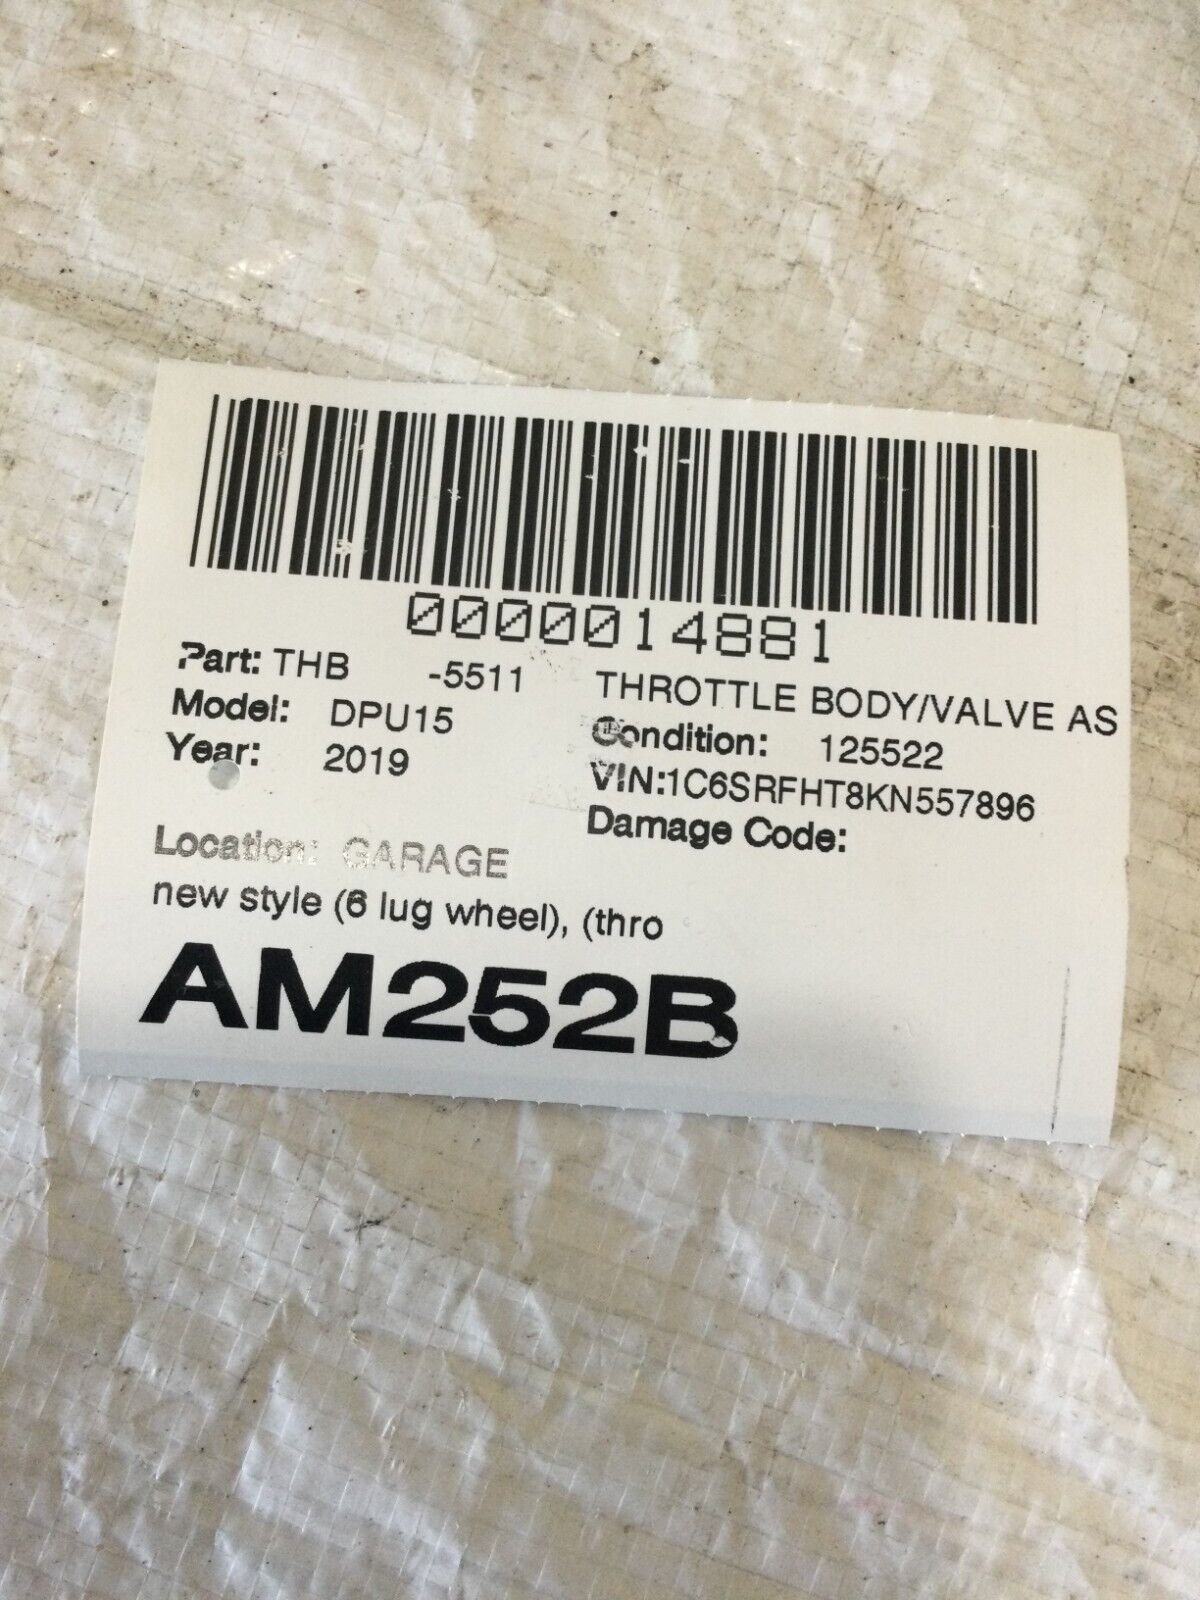 0000014881
Part: THB -5511 THROTTLE BODY/VALVE AS
Model: DPU15 Condition: 125522
Year: 2019 VIN:1C6SRFHT8KN557896
Damage Code:
Location: GARAGE
new style (6 lug wheel), (thro
AM252B